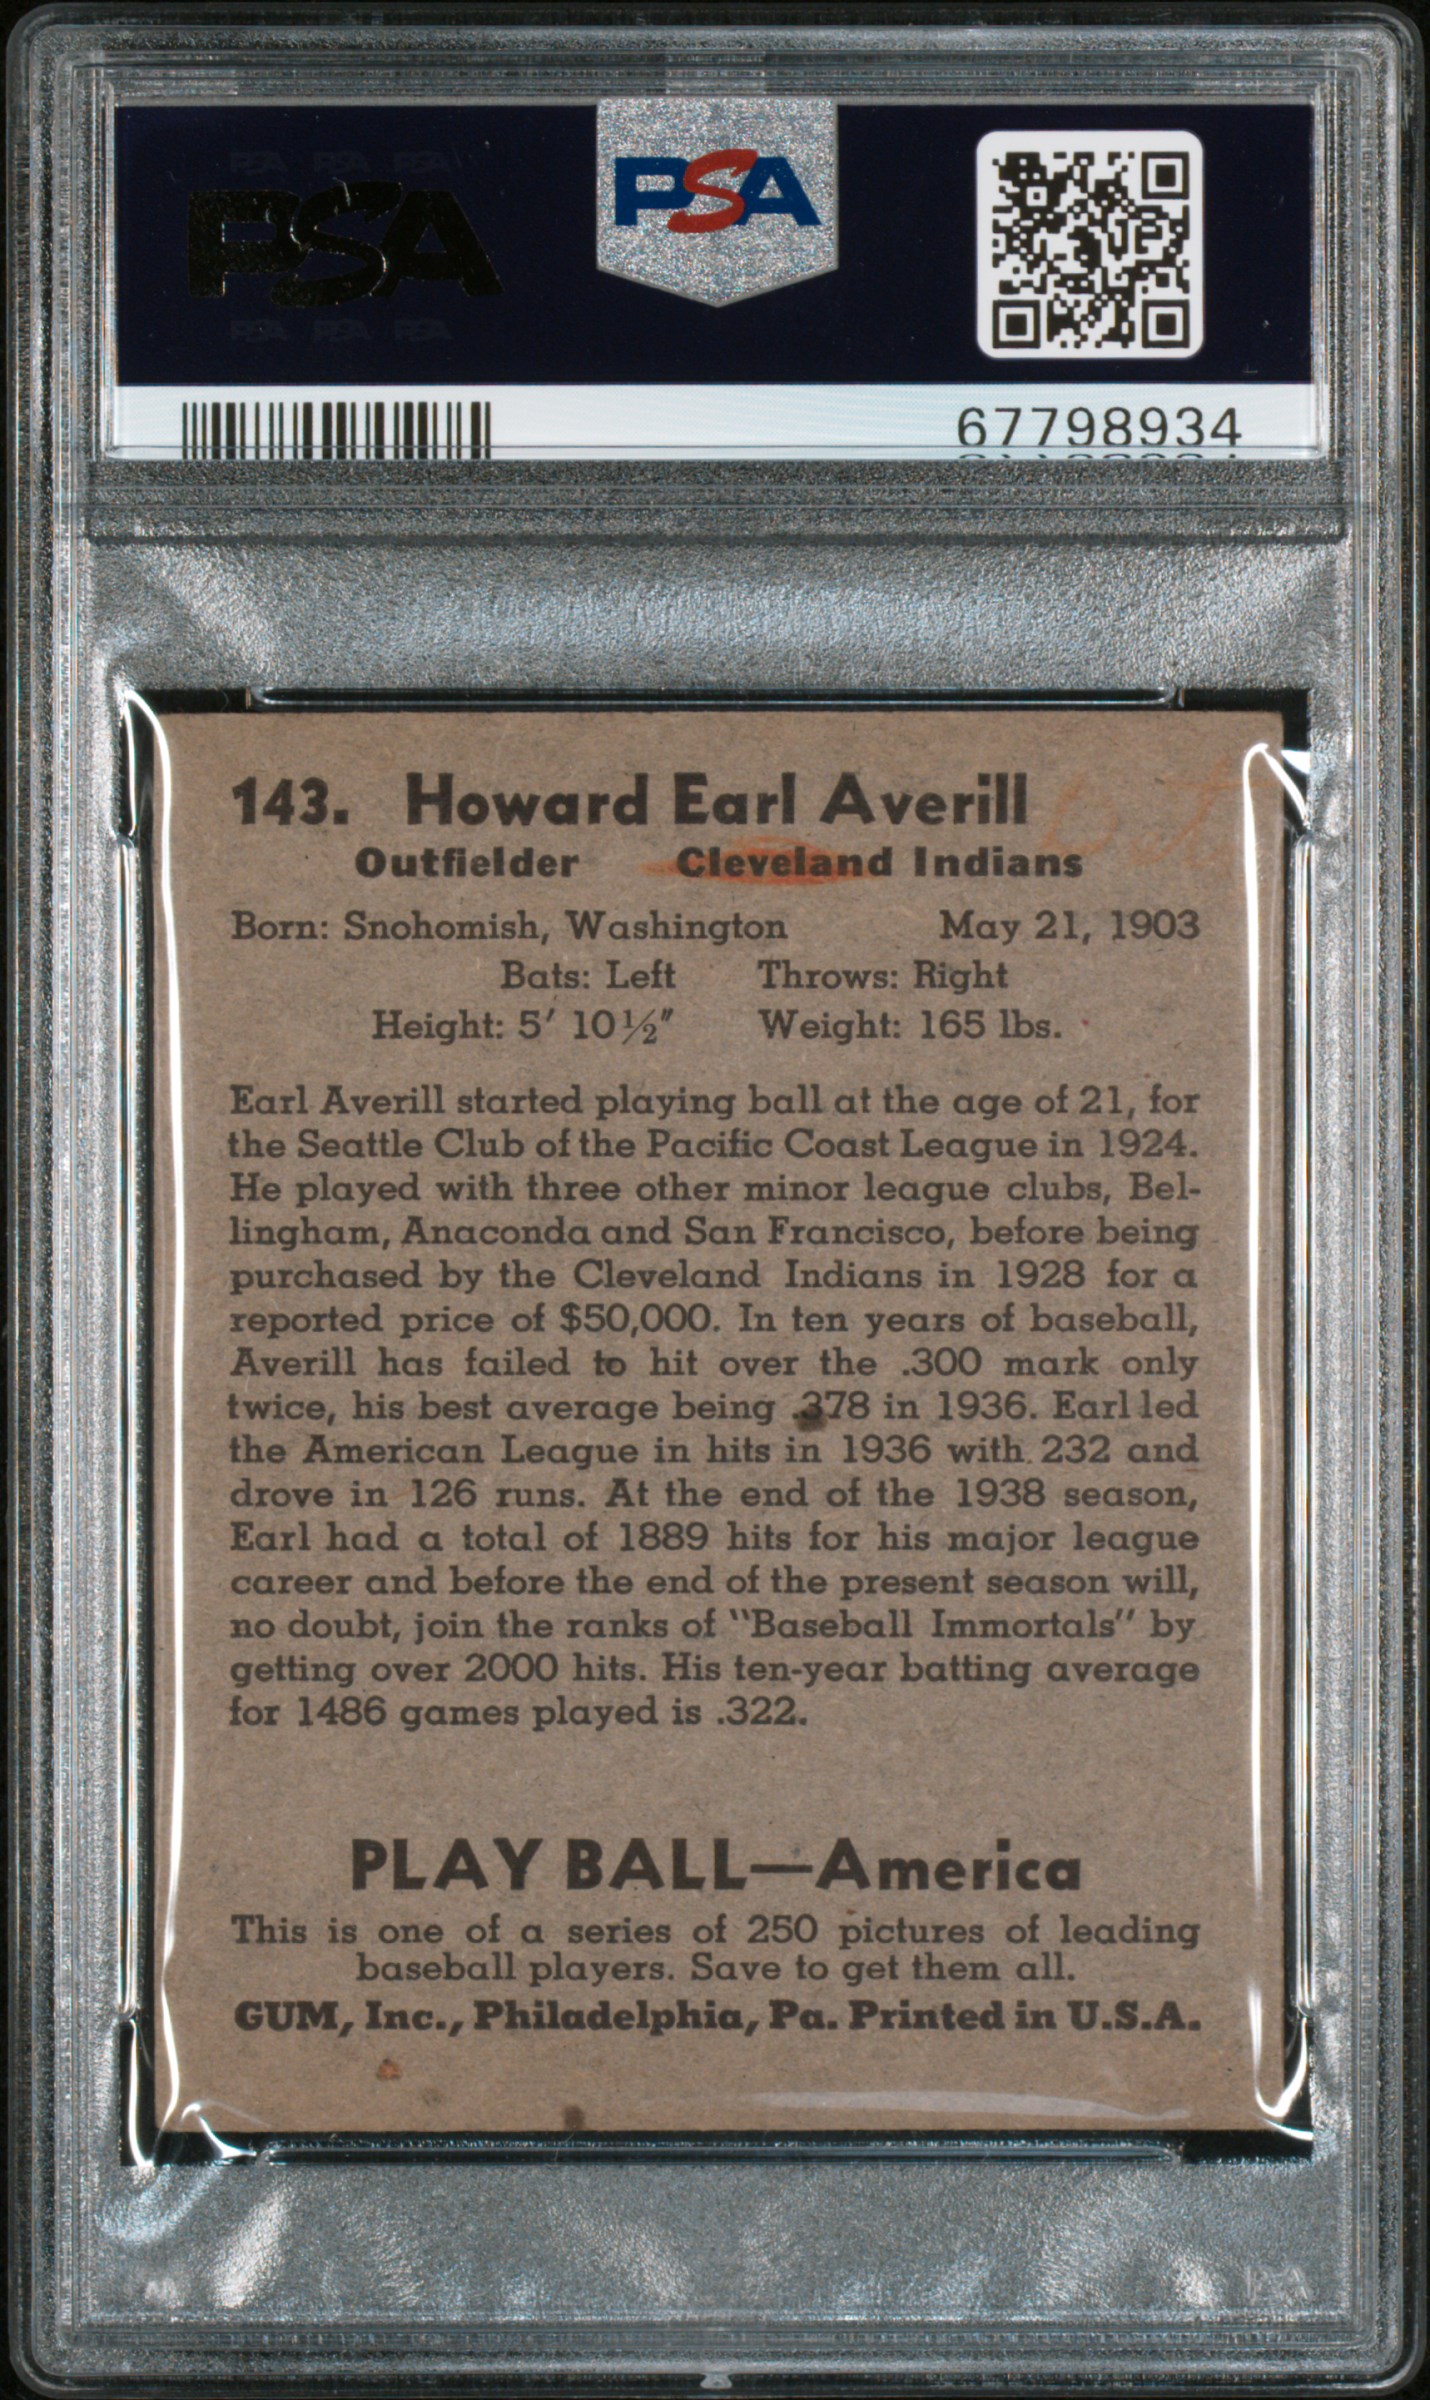 PSA
PSA
67798934
143. Howard Earl Averill
Outfielder Cleveland Indians
Born: Snohomish, Washington May 21, 1903
Bats: Left Throws: Right
Height: 5′ 10½″ Weight: 165 lbs.
Earl Averill started playing ball at the age of 21, for
the Seattle Club of the Pacific Coast League in 1924.
He played with three other minor league clubs, Bel-
lingham, Anaconda and San Francisco, before being
purchased by the Cleveland Indians in 1928 for a
reported price of $50,000. In ten years of baseball,
Averill has failed to hit over the .300 mark only
twice, his best average being .378 in 1936. Earl led
the American League in hits in 1936 with 232 and
drove in 126 runs. At the end of the 1938 season,
Earl had a total of 1889 hits for his major league
career and before the end of the present season will,
no doubt, join the ranks of "Baseball Immortals" by
getting over 2000 hits. His ten-year batting average
for 1486 games played is .322.
PLAY BALL—America
This is one of a series of 250 pictures of leading
baseball players. Save to get them all.
GUM, Inc., Philadelphia, Pa. Printed in U.S.A.